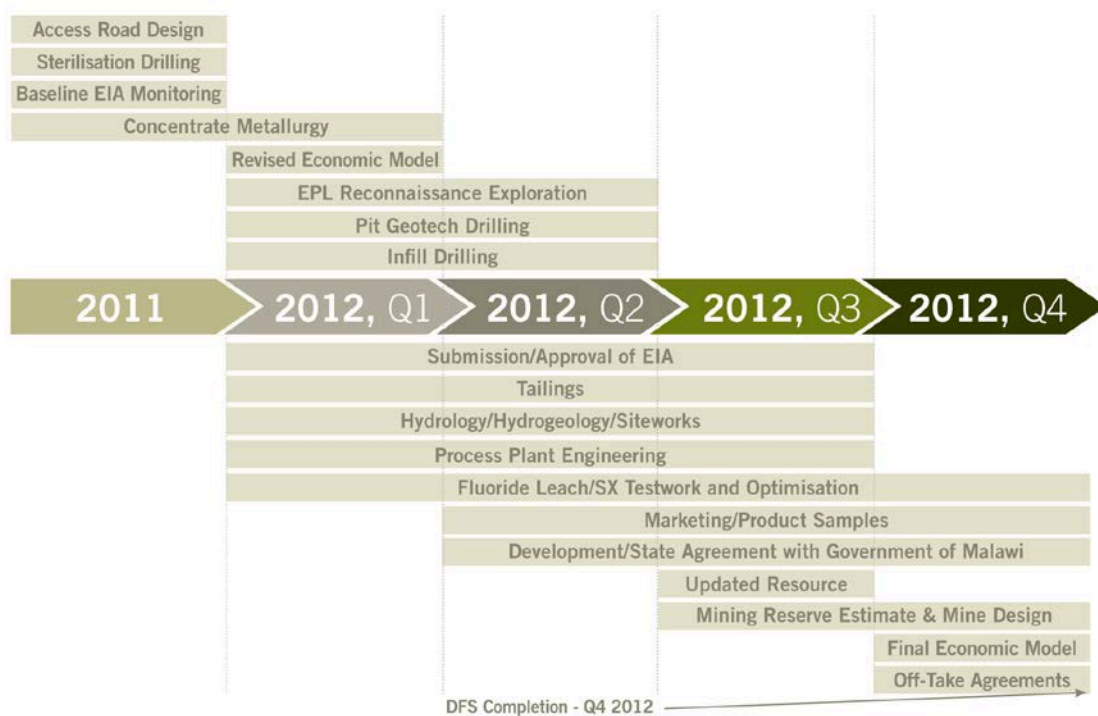 Access Road Design
Sterilisation Drilling
Baseline EIA Monitoring
Concentrate Metallurgy
Revised Economic Model
EPL Reconnaissance Exploration
Pit Geotech Drilling
Infill Drilling
2011
2012, Q1
2012, Q2
2012, Q3
2012, Q4
Submission/Approval of EIA
Tailings
Hydrology/Hydrogeology/Siteworks
Process Plant Engineering
Fluoride Leach/SX Testwork and Optimisation
Marketing/Product Samples
Development/State Agreement with Government of Malawi
Updated Resource
Mining Reserve Estimate & Mine Design
Final Economic Model
Off-Take Agreements
DFS Completion - Q4 2012